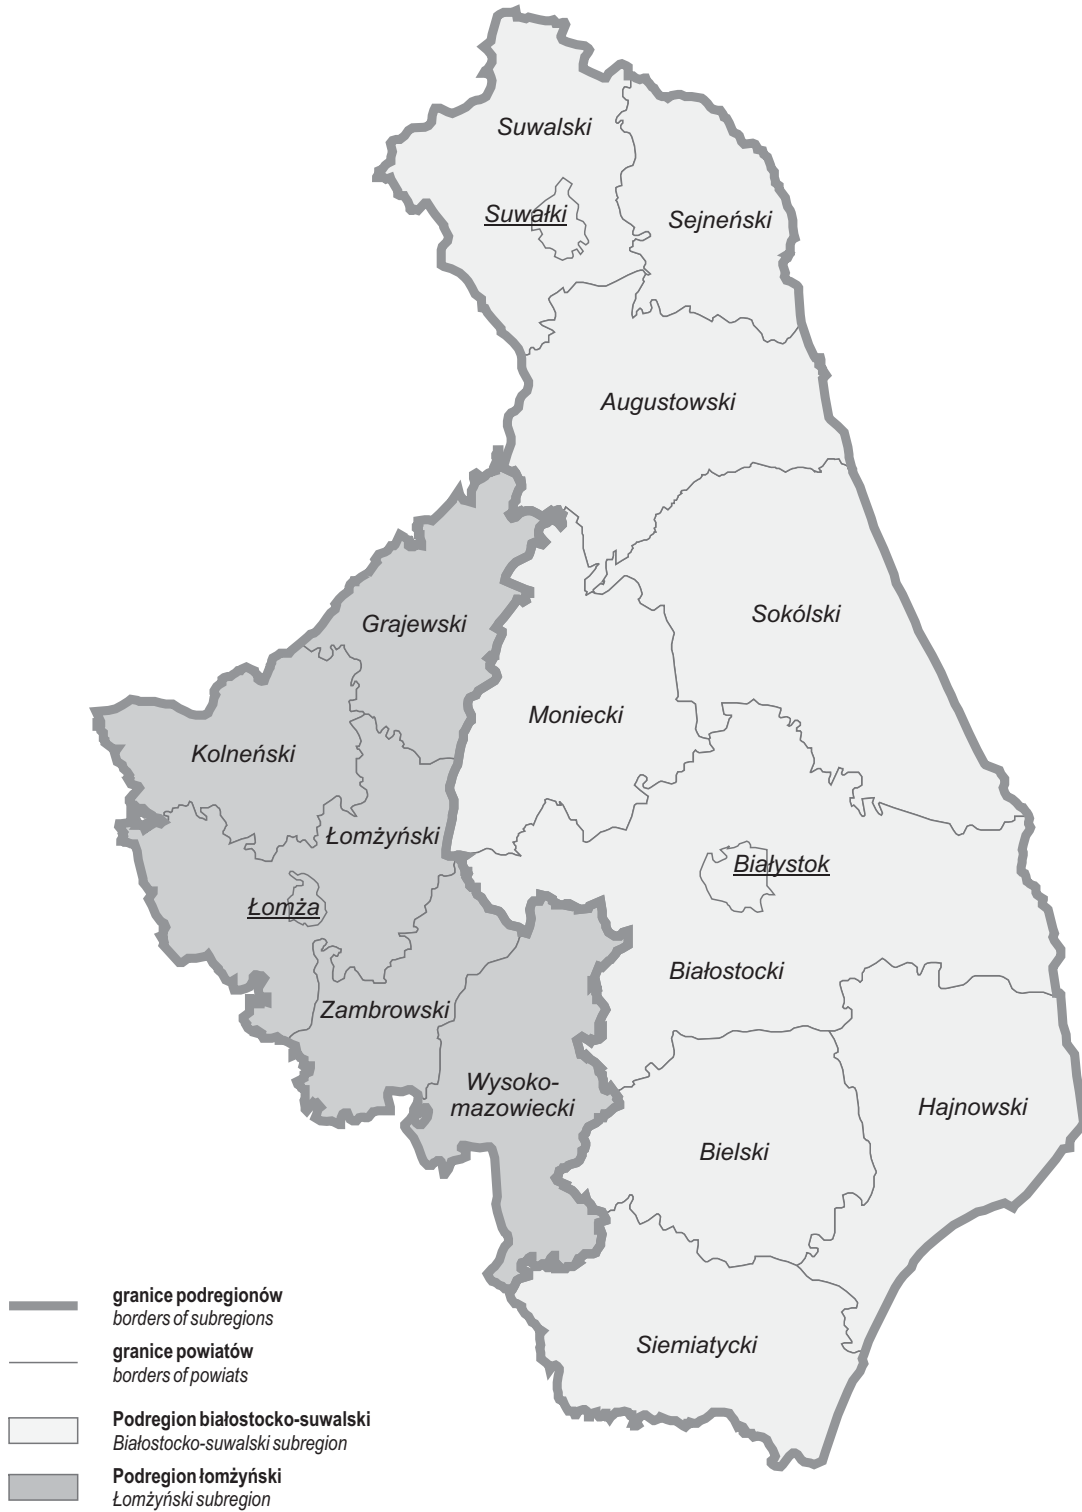 Suwalski
Suwałki
Sejneński
Augustowski
Grajewski
Sokólski
Moniecki
Kolneński
Łomżyński
Białystok
Łomża
Białostocki
Zambrowski
Wysoko-
mazowiecki
Hajnowski
Bielski
Siemiatycki
granice podregionów
borders of subregions
granice powiatów
borders of powiats
Podregion białostocko-suwalski
Białostocko-suwalski subregion
Podregion łomżyński
Łomżyński subregion